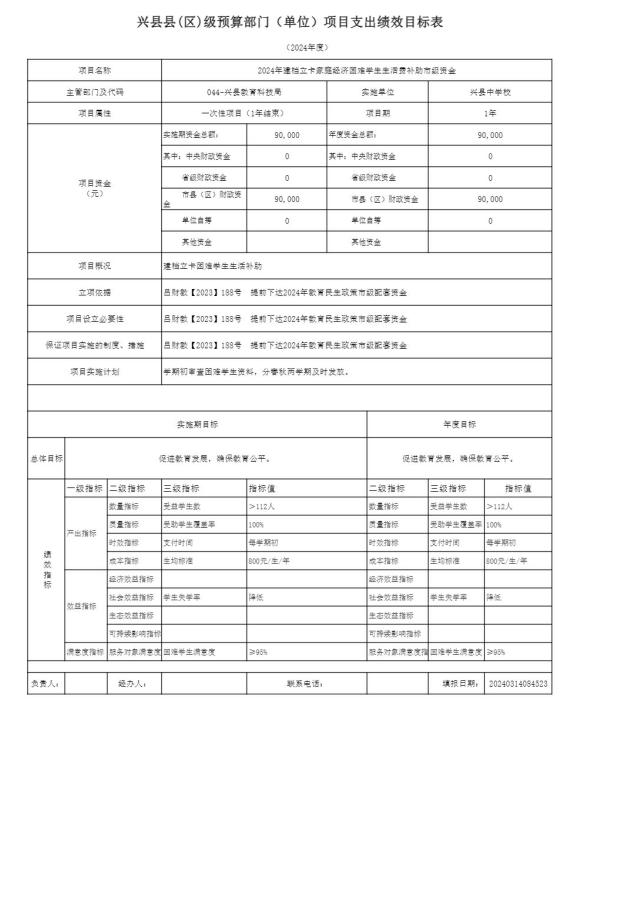 兴县县(区)级预算部门（单位）项目支出绩效目标表
（2024年度）
项目名称 2024年建档立卡家庭经济困难学生生活费补助市级资金
主管部门及代码 044-兴县教育科技局 实施单位 兴县中学校
项目属性 一次性项目（1年结束） 项目期 1年
项目资金（元） 实施期资金总额： 90,000 年度资金总额： 90,000
其中：中央财政资金 0 其中：中央财政资金 0
省级财政资金 0 省级财政资金 0
市县（区）财政资金 90,000 市县（区）财政资金 90,000
单位自筹 0 单位自筹 0
其他资金 其他资金
项目概况 建档立卡困难学生生活补助
立项依据 吕财教【2023】188号 提前下达2024年教育民生政策市级配套资金
项目设立必要性 吕财教【2023】188号 提前下达2024年教育民生政策市级配套资金
保证项目实施的制度、措施 吕财教【2023】188号 提前下达2024年教育民生政策市级配套资金
项目实施计划 学期初审查困难学生资料，分春秋两学期及时发放。
实施期目标 年度目标
总体目标 促进教育发展，确保教育公平。 促进教育发展，确保教育公平。
绩效指标 一级指标 二级指标 三级指标 指标值 二级指标 三级指标 指标值
产出指标 数量指标 受益学生数 >112人 数量指标 受益学生数 >112人
质量指标 受助学生覆盖率 100% 质量指标 受助学生覆盖率 100%
时效指标 支付时间 每学期初 时效指标 支付时间 每学期初
成本指标 生均标准 800元/生/年 成本指标 生均标准 800元/生/年
效益指标 经济效益指标 经济效益指标
社会效益指标 学生失学率 降低 社会效益指标 学生失学率 降低
生态效益指标 生态效益指标
可持续影响指标 可持续影响指标
满意度指标 服务对象满意度 困难学生满意度 ≥95% 服务对象满意度指 困难学生满意度 ≥95%
负责人： 经办人： 联系电话： 填报日期： 20240314084523